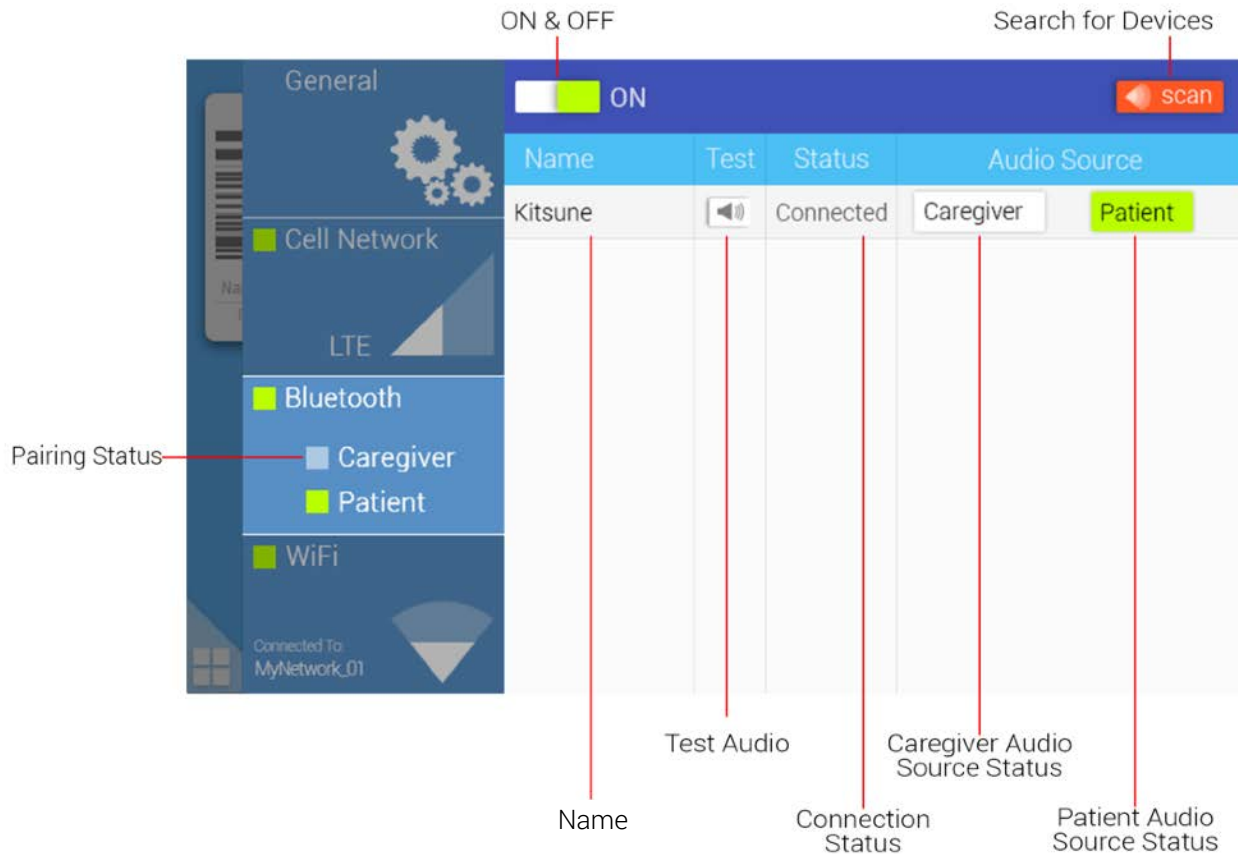 ON & OFF
Search for Devices
General
ON
scan
Name
Test
Status
Audio Source
Kitsune
Connected
Caregiver
Patient
Cell Network
LTE
Bluetooth
Pairing Status
Caregiver
Patient
WiFi
Connected To:
MyNetwork_01
Test Audio
Caregiver Audio
Source Status
Name
Connection
Status
Patient Audio
Source Status